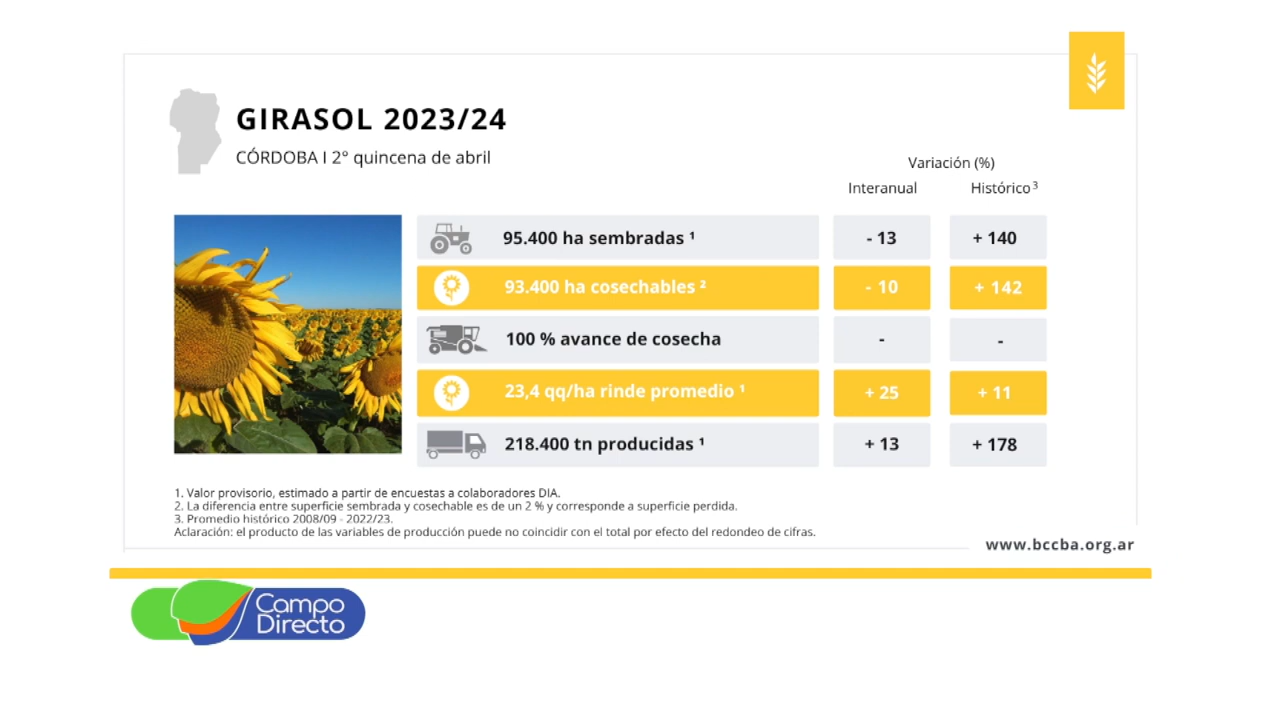 GIRASOL 2023/24
CÓRDOBA I 2° quincena de abril
Variación (%)
Interanual Histórico ³
95.400 ha sembradas ¹ - 13 + 140
93.400 ha cosechables ² - 10 + 142
100 % avance de cosecha - -
23,4 qq/ha rinde promedio ¹ + 25 + 11
218.400 tn producidas ¹ + 13 + 178
1. Valor provisorio, estimado a partir de encuestas a colaboradores DIA.
2. La diferencia entre superficie sembrada y cosechable es de un 2 % y corresponde a superficie perdida.
3. Promedio histórico 2008/09 - 2022/23.
Aclaración: el producto de las variables de producción puede no coincidir con el total por efecto del redondeo de cifras.
www.bccba.org.ar
Campo
Directo